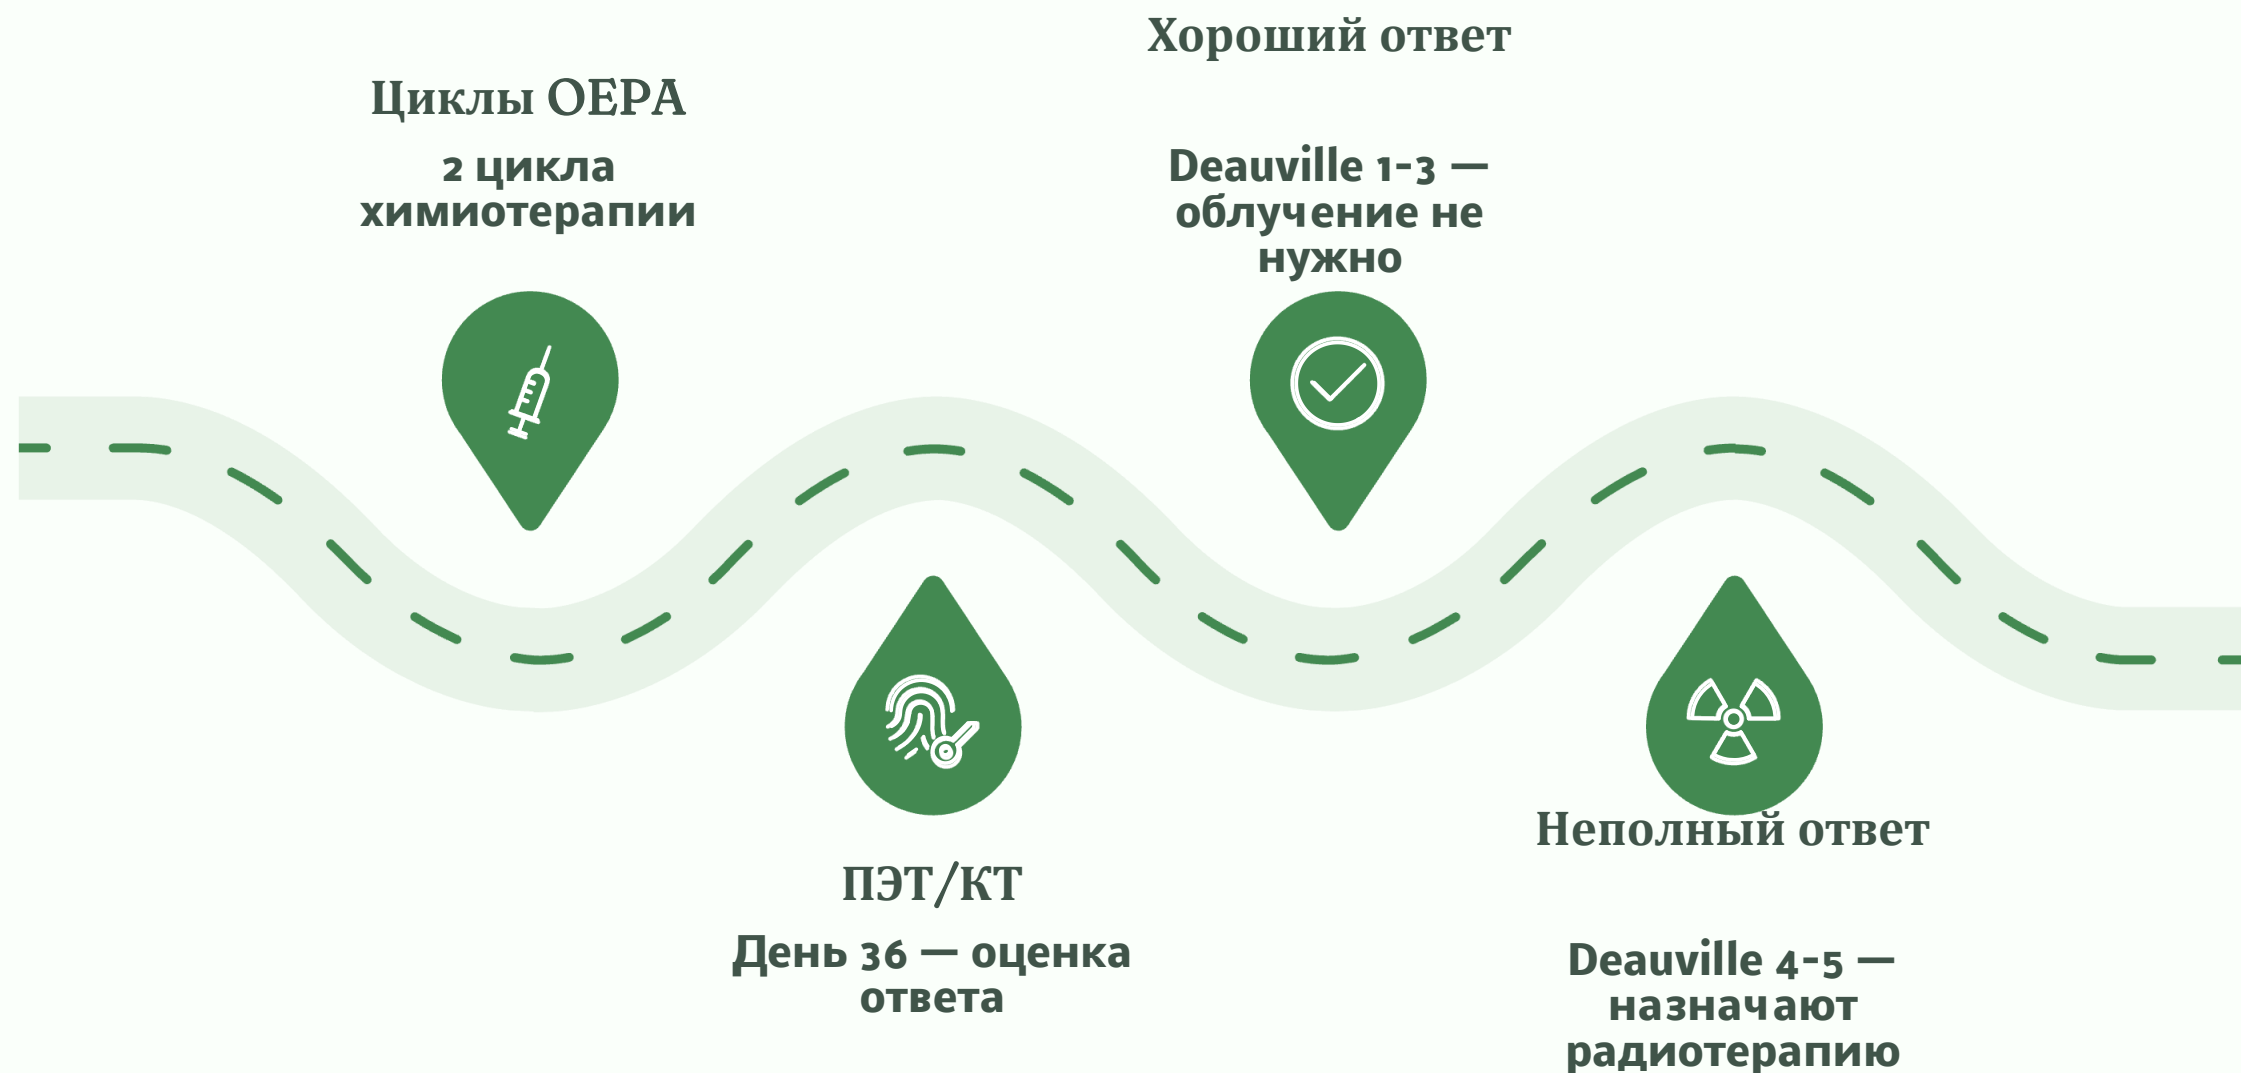 Циклы OEPA
2 цикла
химиотерапии
ПЭТ/КТ
День 36 — оценка
ответа
Хороший ответ
Deauville 1-3 —
облучение не
нужно
Неполный ответ
Deauville 4-5 —
назначают
радиотерапию